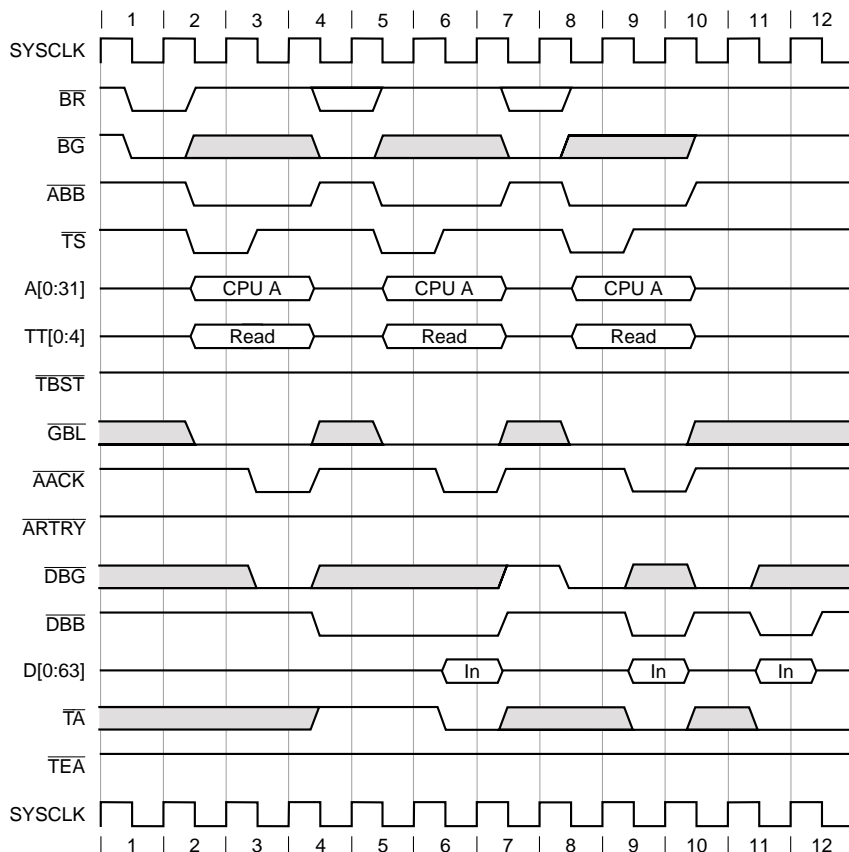 1 2 3 4 5 6 7 8 9 10 11 12
SYSCLK
BR
BG
ABB
TS
A[0:31] CPU A CPU A CPU A
TT[0:4] Read Read Read
TBST
GBL
AACK
ARTRY
DBG
DBB
D[0:63] In In In
TA
TEA
SYSCLK
1 2 3 4 5 6 7 8 9 10 11 12